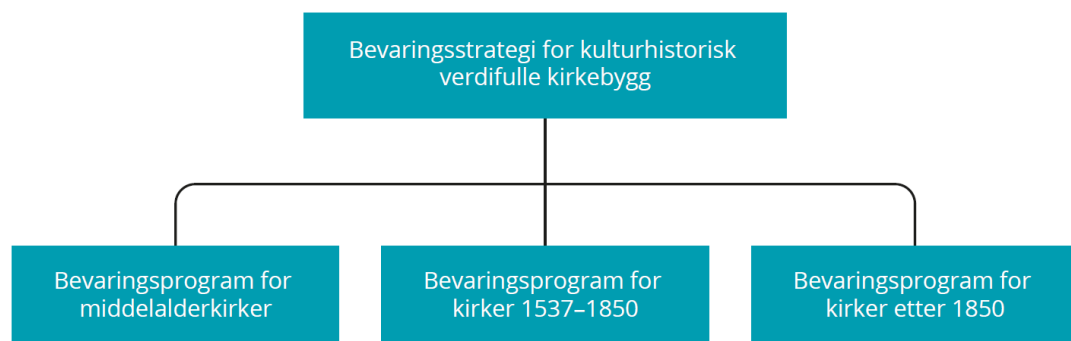 Bevaringsstrategi for kulturhistorisk
verdifulle kirkebygg
Bevaringsprogram for
middelalderkirker
Bevaringsprogram for
kirker 1537–1850
Bevaringsprogram for
kirker etter 1850